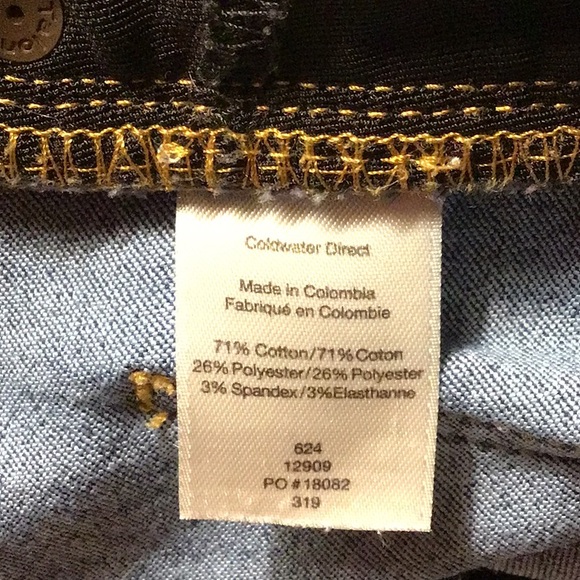 Coldwater Direct
Made in Colombia
Fabriqué en Colombie
71% Cotton/71% Coton
26% Polyester/26% Polyester
3% Spandex/3%Elasthanne
624
12909
PO #18082
319